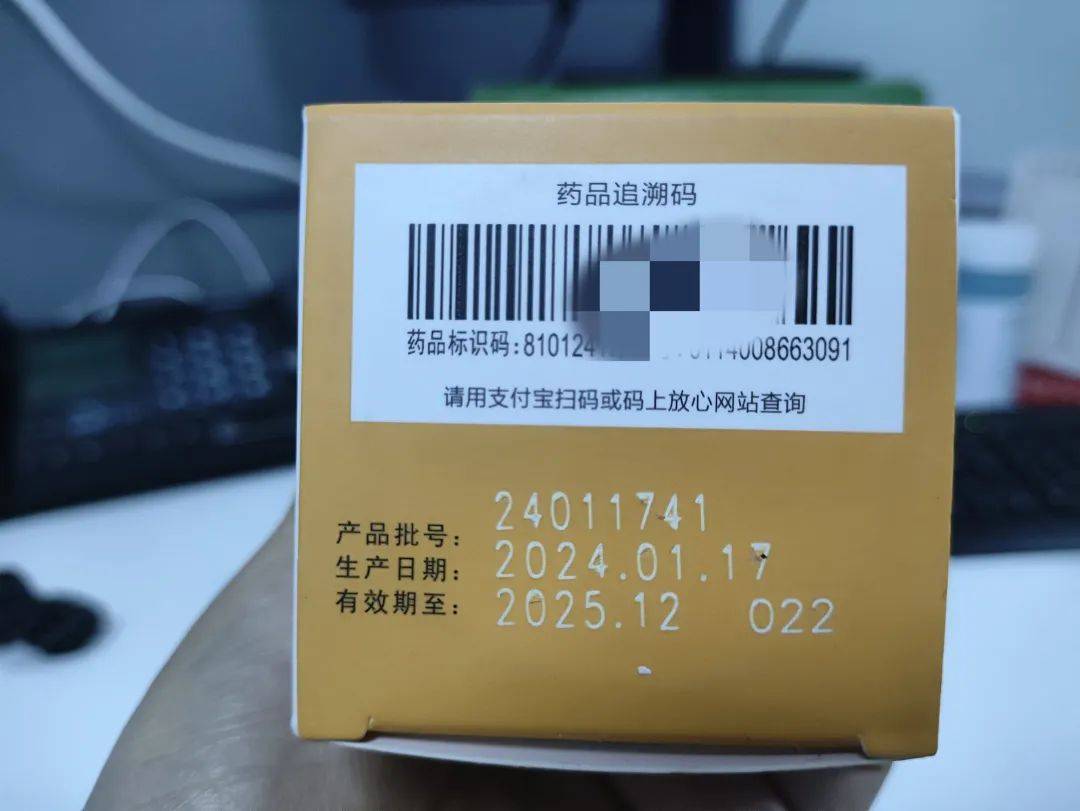 药品追溯码
药品标识码:810124 14008663091
请用支付宝扫码或码上放心网站查询
产品批号: 24011741
生产日期: 2024.01.17
有效期至: 2025.12 022